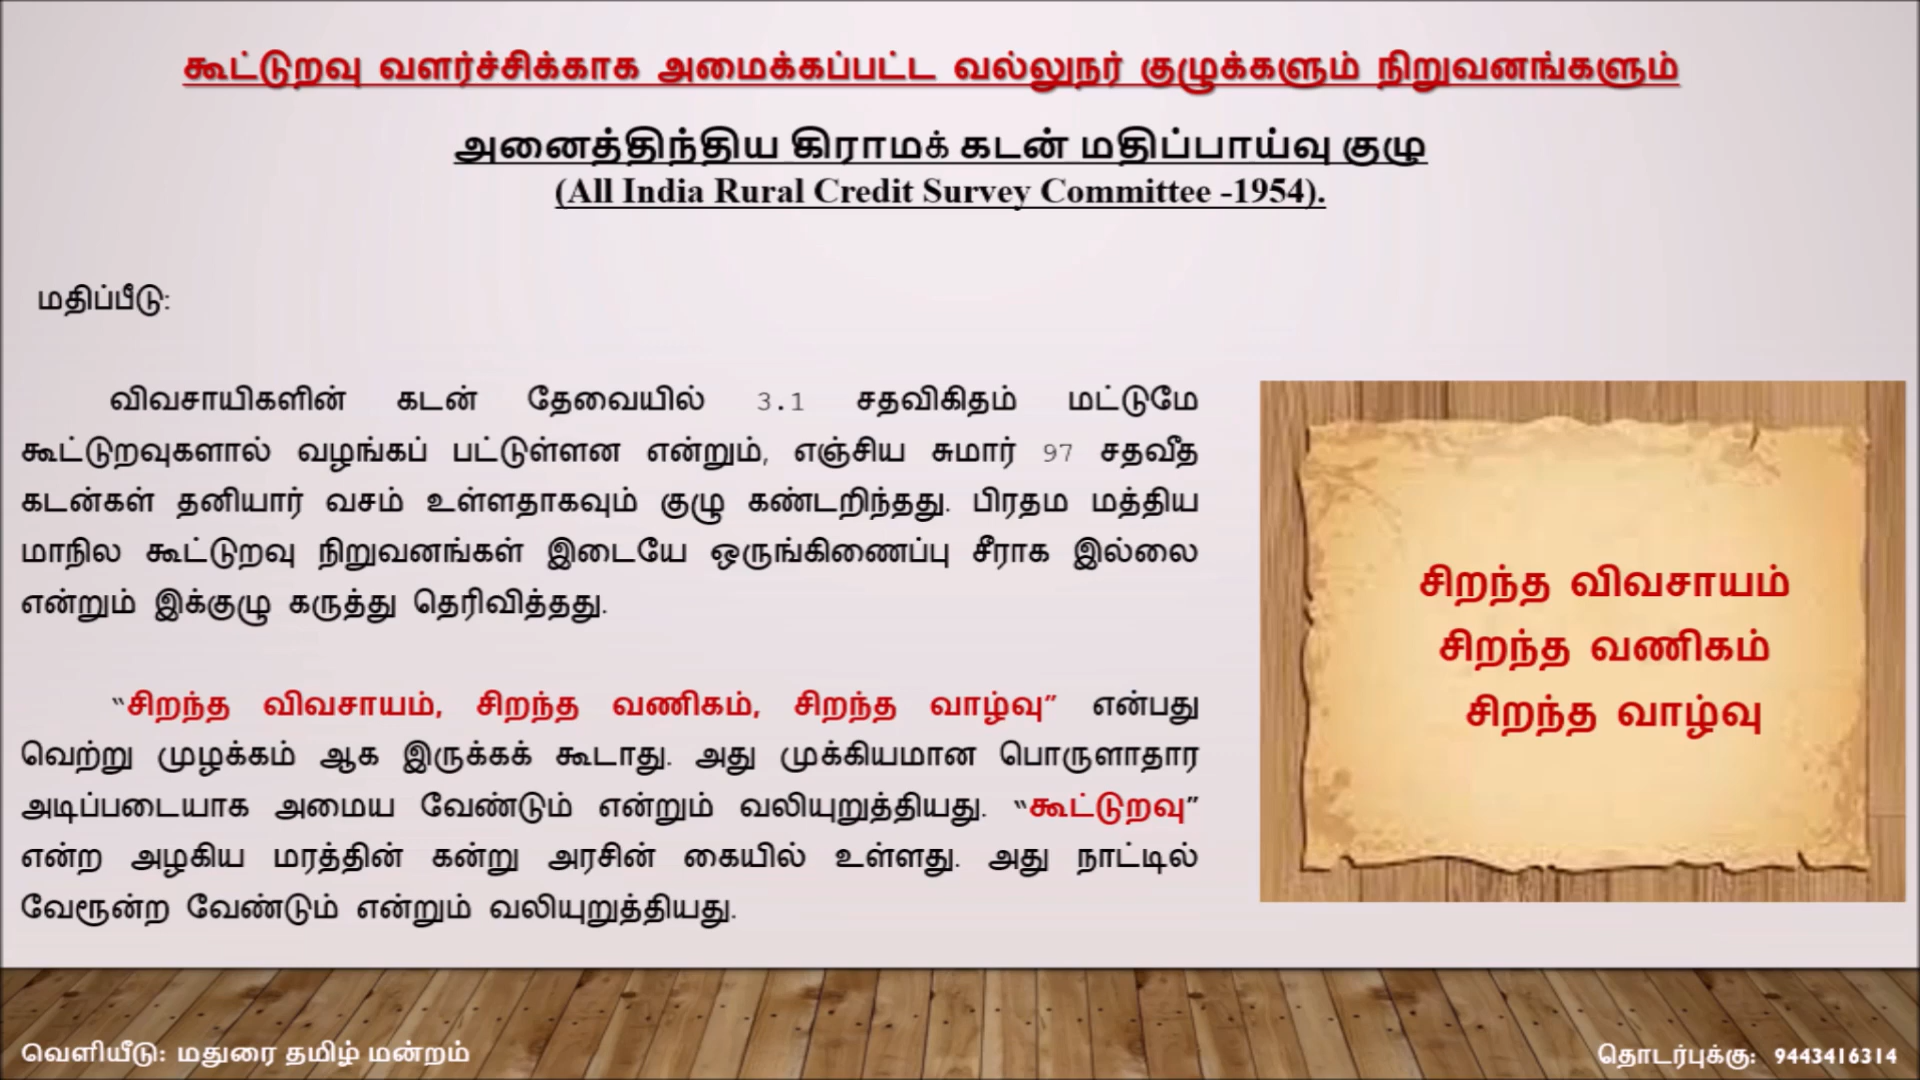 கூட்டுறவு வளர்ச்சிக்காக அமைக்கப்பட்ட வல்லுநர் குழுக்களும் நிறுவனங்களும்
அனைத்திந்திய கிராமக் கடன் மதிப்பாய்வு குழு
(All India Rural Credit Survey Committee -1954).
மதிப்பீடு:
விவசாயிகளின் கடன் தேவையில் 3.1 சதவிகிதம் மட்டுமே
கூட்டுறவுகளால் வழங்கப் பட்டுள்ளன என்றும், எஞ்சிய சுமார் 97 சதவீத
கடன்கள் தனியார் வசம் உள்ளதாகவும் குழு கண்டறிந்தது. பிரதம மத்திய
மாநில கூட்டுறவு நிறுவனங்கள் இடையே ஒருங்கிணைப்பு சீராக இல்லை
என்றும் இக்குழு கருத்து தெரிவித்தது.
“சிறந்த விவசாயம், சிறந்த வணிகம், சிறந்த வாழ்வு” என்பது
வெற்று முழக்கம் ஆக இருக்கக் கூடாது. அது முக்கியமான பொருளாதார
அடிப்படையாக அமைய வேண்டும் என்றும் வலியுறுத்தியது. “கூட்டுறவு”
என்ற அழகிய மரத்தின் கன்று அரசின் கையில் உள்ளது. அது நாட்டில்
வேரூன்ற வேண்டும் என்றும் வலியுறுத்தியது.
சிறந்த விவசாயம்
சிறந்த வணிகம்
சிறந்த வாழ்வு
வெளியீடு: மதுரை தமிழ் மன்றம்
தொடர்புக்கு: 9443416314